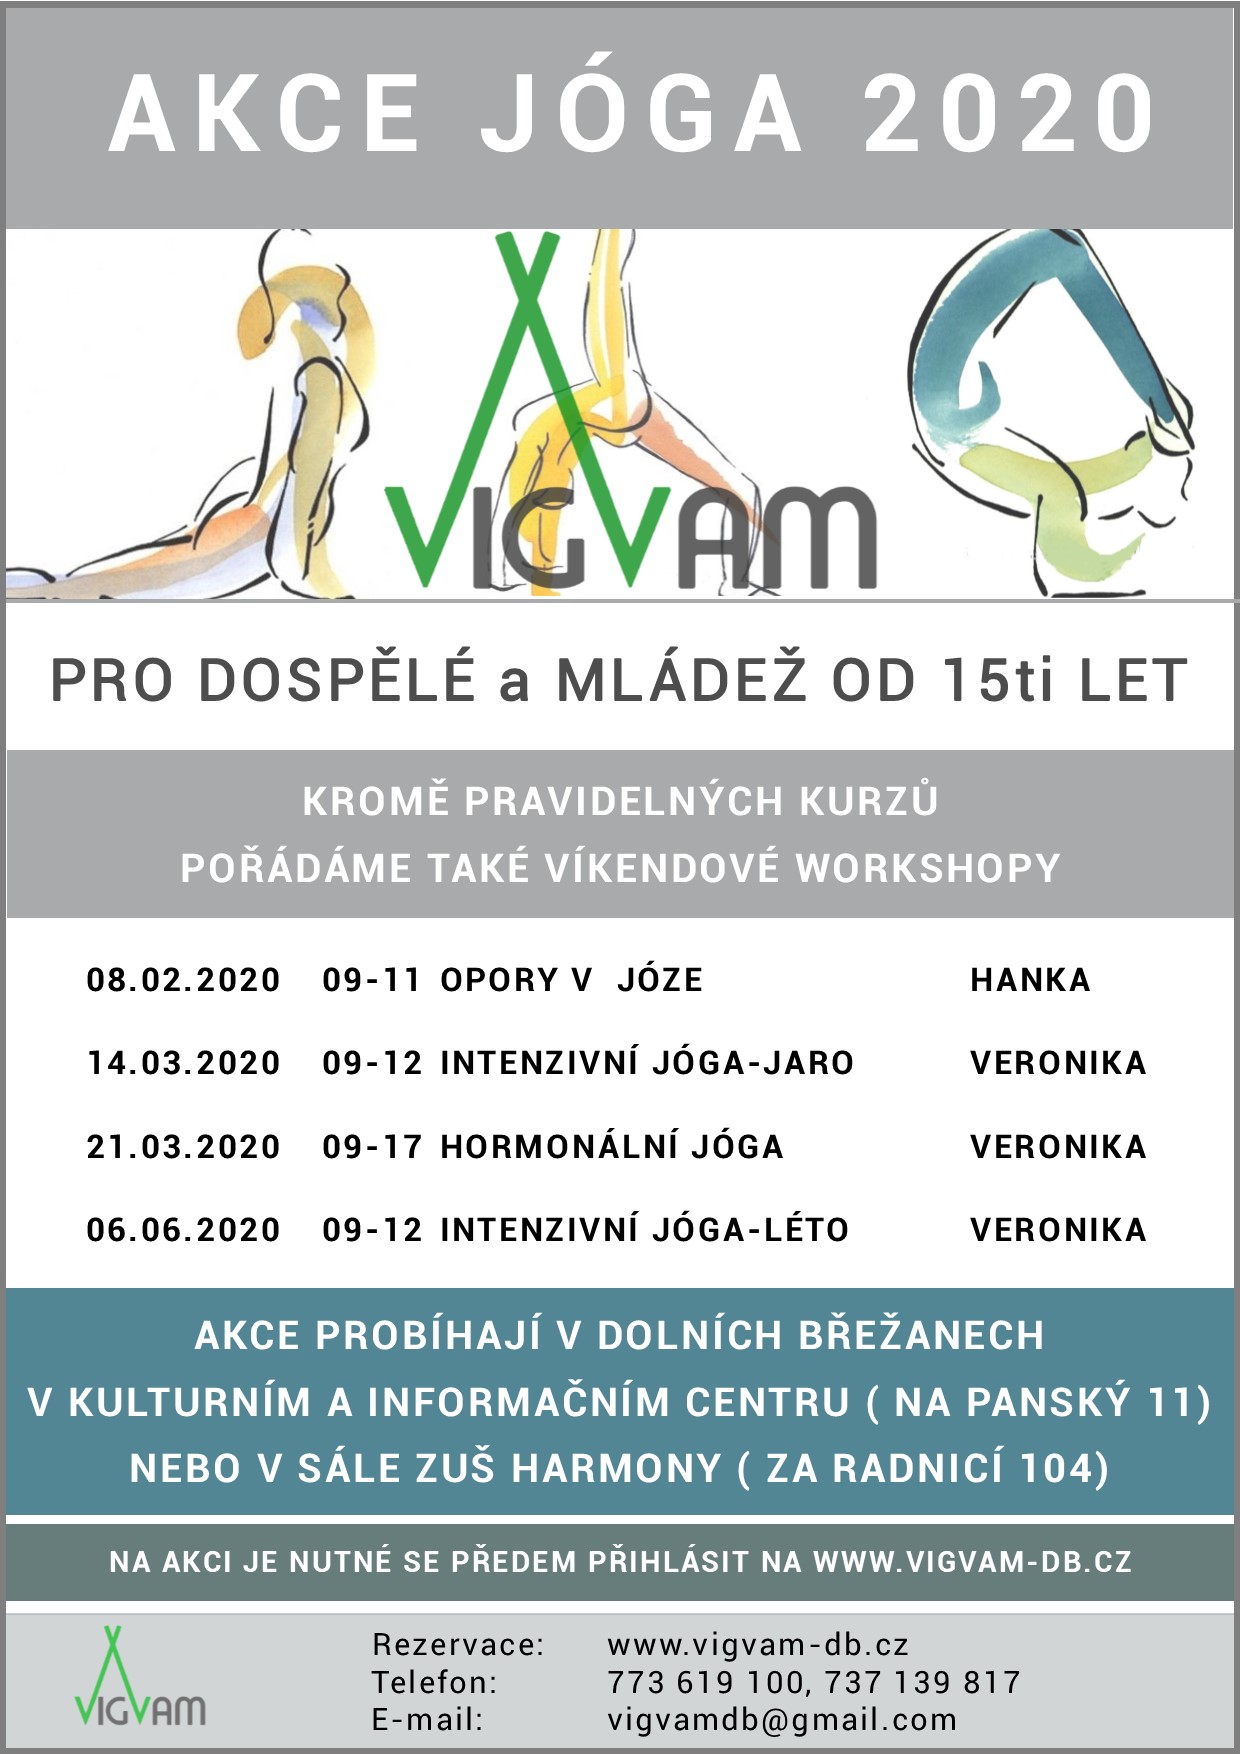 AKCE JÓGA 2020
VIGVAM
PRO DOSPĚLÉ a MLÁDEŽ OD 15ti LET
KROMĚ PRAVIDELNÝCH KURZŮ
POŘÁDÁME TAKÉ VÍKENDOVÉ WORKSHOPY
08.02.2020 09-11 OPORY V JÓZE HANKA
14.03.2020 09-12 INTENZIVNÍ JÓGA-JARO VERONIKA
21.03.2020 09-17 HORMONÁLNÍ JÓGA VERONIKA
06.06.2020 09-12 INTENZIVNÍ JÓGA-LÉTO VERONIKA
AKCE PROBÍHAJÍ V DOLNÍCH BŘEŽANECH
V KULTURNÍM A INFORMAČNÍM CENTRU ( NA PANSKÝ 11)
NEBO V SÁLE ZUŠ HARMONY ( ZA RADNICÍ 104)
NA AKCI JE NUTNÉ SE PŘEDEM PŘIHLÁSIT NA WWW.VIGVAM-DB.CZ
VIGVAM
Rezervace: www.vigvam-db.cz
Telefon: 773 619 100, 737 139 817
E-mail: vigvamdb@gmail.com